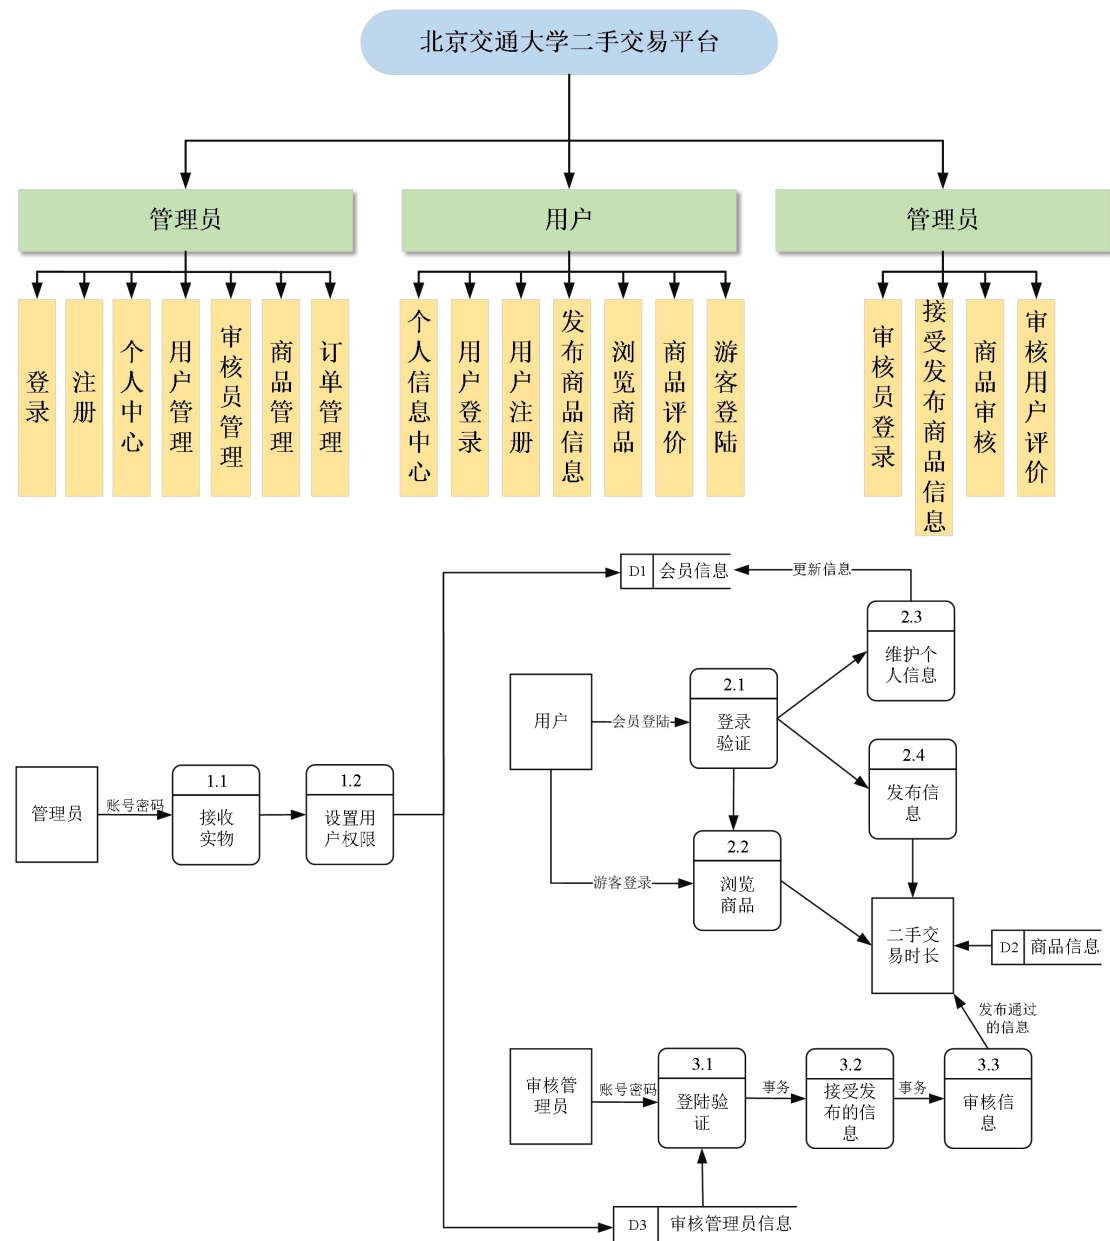 北京交通大学二手交易平台
管理员
用户
管理员
登录
注册
个人中心
用户管理
审核员管理
商品管理
订单管理
个人信息中心
用户登录
用户注册
发布商品信息
浏览商品
商品评价
游客登陆
审核员登录
接受发布商品信息
商品审核
审核用户评价
D1 会员信息
更新信息
2.3
维护个
人信息
用户
会员登陆
2.1
登录
验证
2.4
发布信
息
管理员
账号密码
1.1
接收
实物
1.2
设置用
户权限
游客登录
2.2
浏览
商品
二手交
易时长
D2 商品信息
发布通过
的信息
审核管
理员
账号密码
3.1
登陆验
证
事务
3.2
接受发
布的信
息
事务
3.3
审核信
息
D3 审核管理员信息